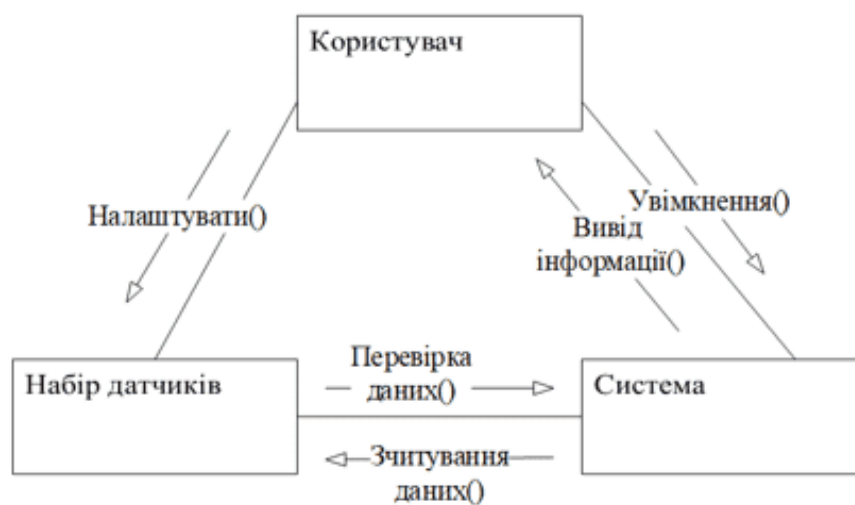 Користувач
Налаштувати()
Увімкнення()
Вивід
інформації()
Набір датчиків
Перевірка
даних()
Система
Зчитування
даних()